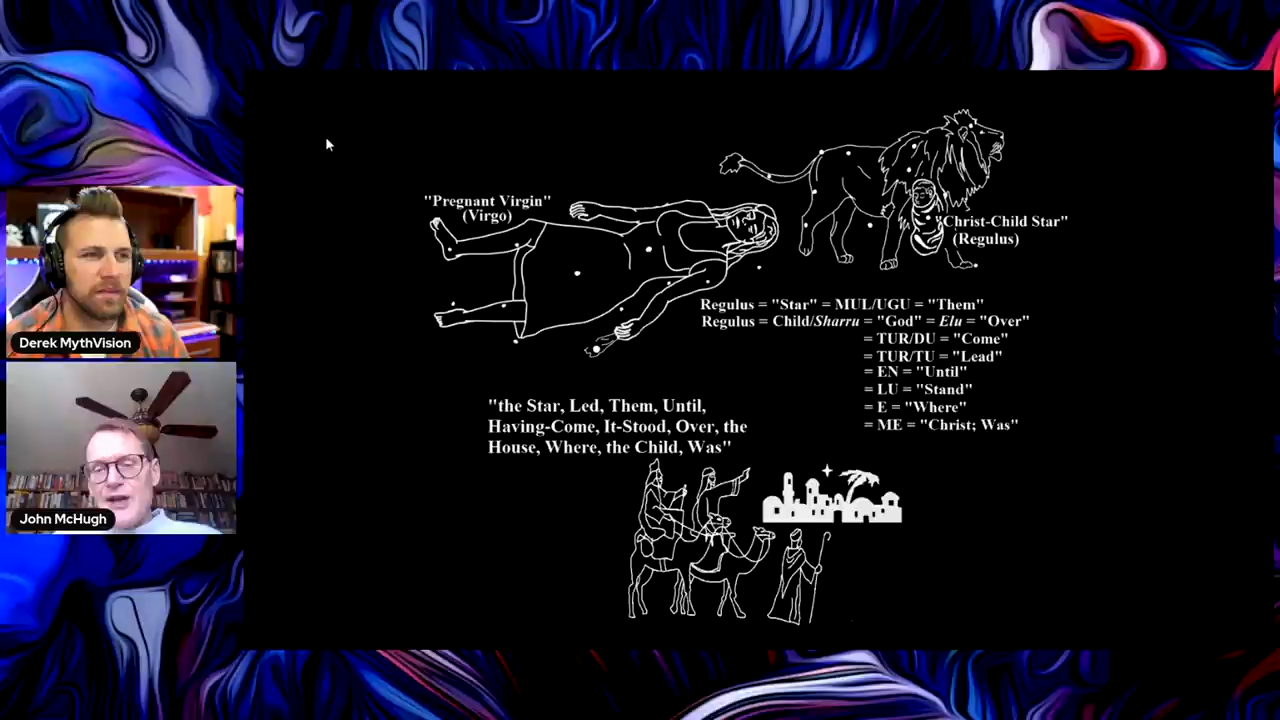 "Pregnant Virgin"
(Virgo)
"Christ-Child Star"
(Regulus)
Regulus = "Star" = MUL/UGU = "Them"
Regulus = Child/Sharru = "God" = Elu = "Over"
= TUR/DU = "Come"
= TUR/TU = "Lead"
= EN = "Until"
= LU = "Stand"
= E = "Where"
= ME = "Christ; Was"
"the Star, Led, Them, Until,
Having-Come, It-Stood, Over, the
House, Where, the Child, Was"
Derek MythVision
John McHugh